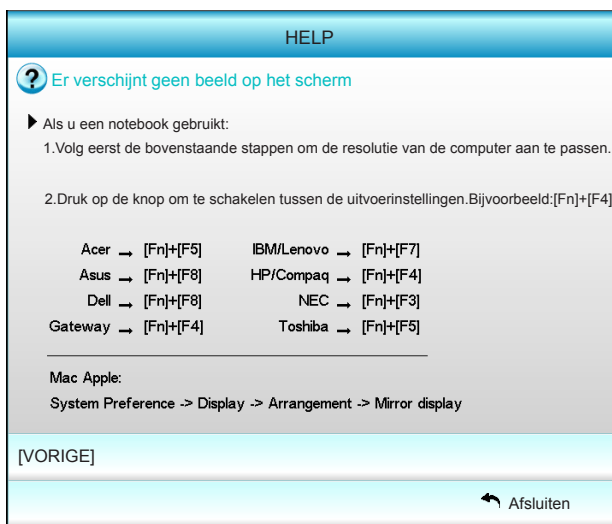 HELP
Er verschijnt geen beeld op het scherm
Als u een notebook gebruikt:
1.Volg eerst de bovenstaande stappen om de resolutie van de computer aan te passen.
2.Druk op de knop om te schakelen tussen de uitvoerinstellingen.Bijvoorbeeld:[Fn]+[F4]
Acer → [Fn]+[F5] IBM/Lenovo → [Fn]+[F7]
Asus → [Fn]+[F8] HP/Compaq → [Fn]+[F4]
Dell → [Fn]+[F8] NEC → [Fn]+[F3]
Gateway → [Fn]+[F4] Toshiba → [Fn]+[F5]
Mac Apple:
System Preference -> Display -> Arrangement -> Mirror display
[VORIGE]
Afsluiten